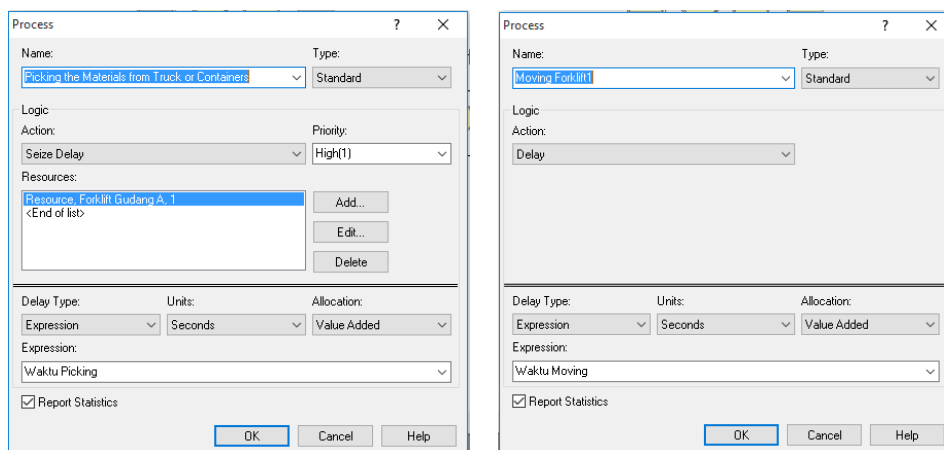 Process ? X
Name: Type:
Picking the Materials from Truck or Containers Standard
Logic
Action: Priority:
Seize Delay High(1)
Resources:
Resource, Forklift Gudang A, 1
<End of list>
Add...
Edit...
Delete
Delay Type: Units: Allocation:
Expression Seconds Value Added
Expression:
Waktu Picking
Report Statistics
OK Cancel Help
Process ? X
Name: Type:
Moving Forklift1 Standard
Logic
Action:
Delay
Delay Type: Units: Allocation:
Expression Seconds Value Added
Expression:
Waktu Moving
Report Statistics
OK Cancel Help